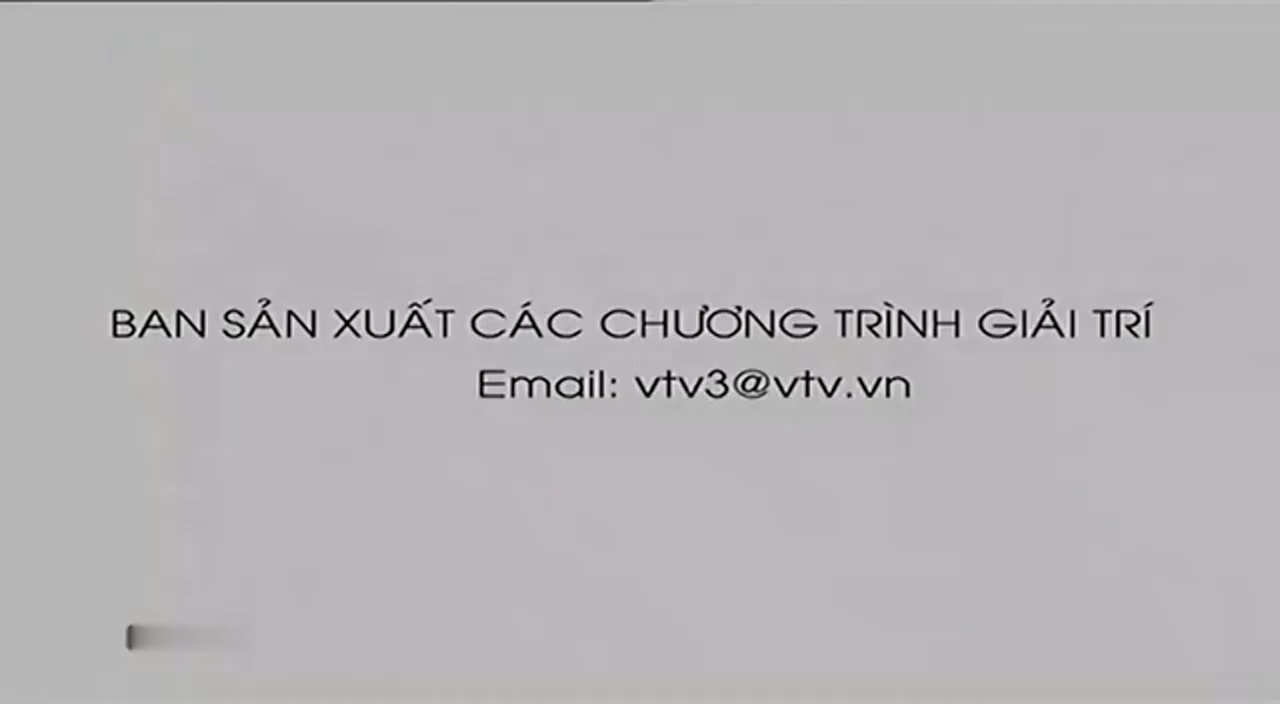 BAN SẢN XUẤT CÁC CHƯƠNG TRÌNH GIẢI TRÍ
Email: vtv3@vtv.vn